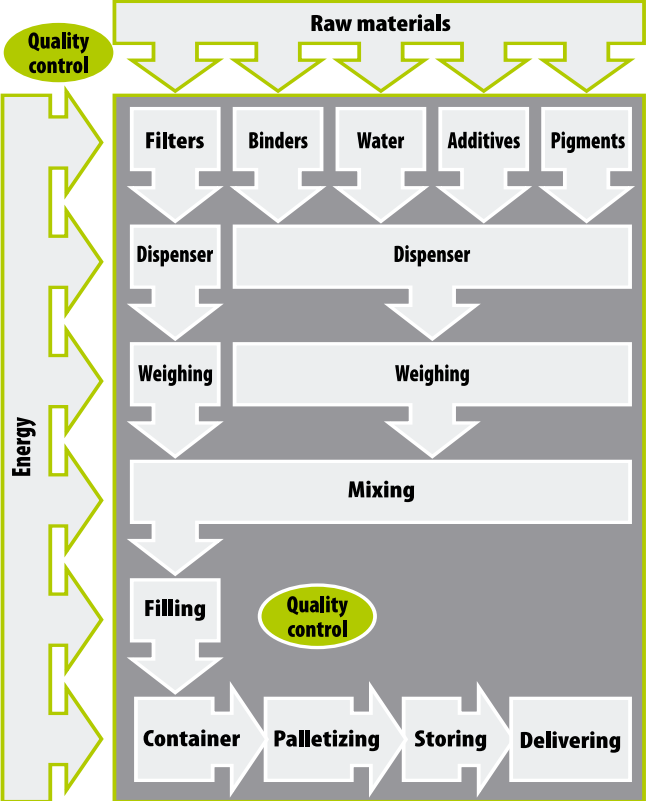 Raw materials
Quality
control
Filters
Binders
Water
Additives
Pigments
Dispenser
Dispenser
Weighing
Weighing
Energy
Mixing
Filling
Quality
control
Container
Palletizing
Storing
Delivering